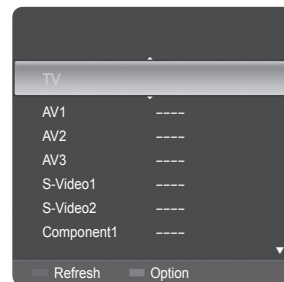 TV
AV1 ----
AV2 ----
AV3 ----
S-Video1 ----
S-Video2 ----
Component1 ----
Refresh Option